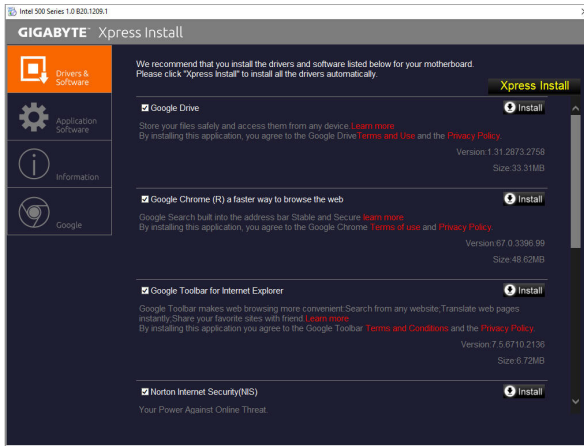 Intel 500 Series 1.0 B20.1209.1
GIGABYTE™ Xpress Install
Drivers &
Software
Application
Software
Information
Google
We recommend that you install the drivers and software listed below for your motherboard.
Please click "Xpress Install" to install all the drivers automatically.
Xpress Install
Google Drive
Install
Store your files safely and access them from any device.Learn more
By installing this application, you agree to the Google DriveTerms and Use and the Privacy Policy.
Version:1.31.2873.2758
Size:33.31MB
Google Chrome (R) a faster way to browse the web
Install
Google Search built into the address bar Stable and Secure learn more
By installing this application, you agree to the Google Chrome Terms of use and Privacy Policy.
Version:67.0.3396.99
Size:48.62MB
Google Toolbar for Internet Explorer
Install
Google Toolbar makes web browsing more convenient:Search from any website;Translate web pages
instantly;Share your favorite sites with friend.Learn more
By installing this application you agree to the Google Toolbar Terms and Conditions and the Privacy Policy.
Version:7.5.6710.2136
Size:6.72MB
Norton Internet Security(NIS)
Install
Your Power Against Online Threat.